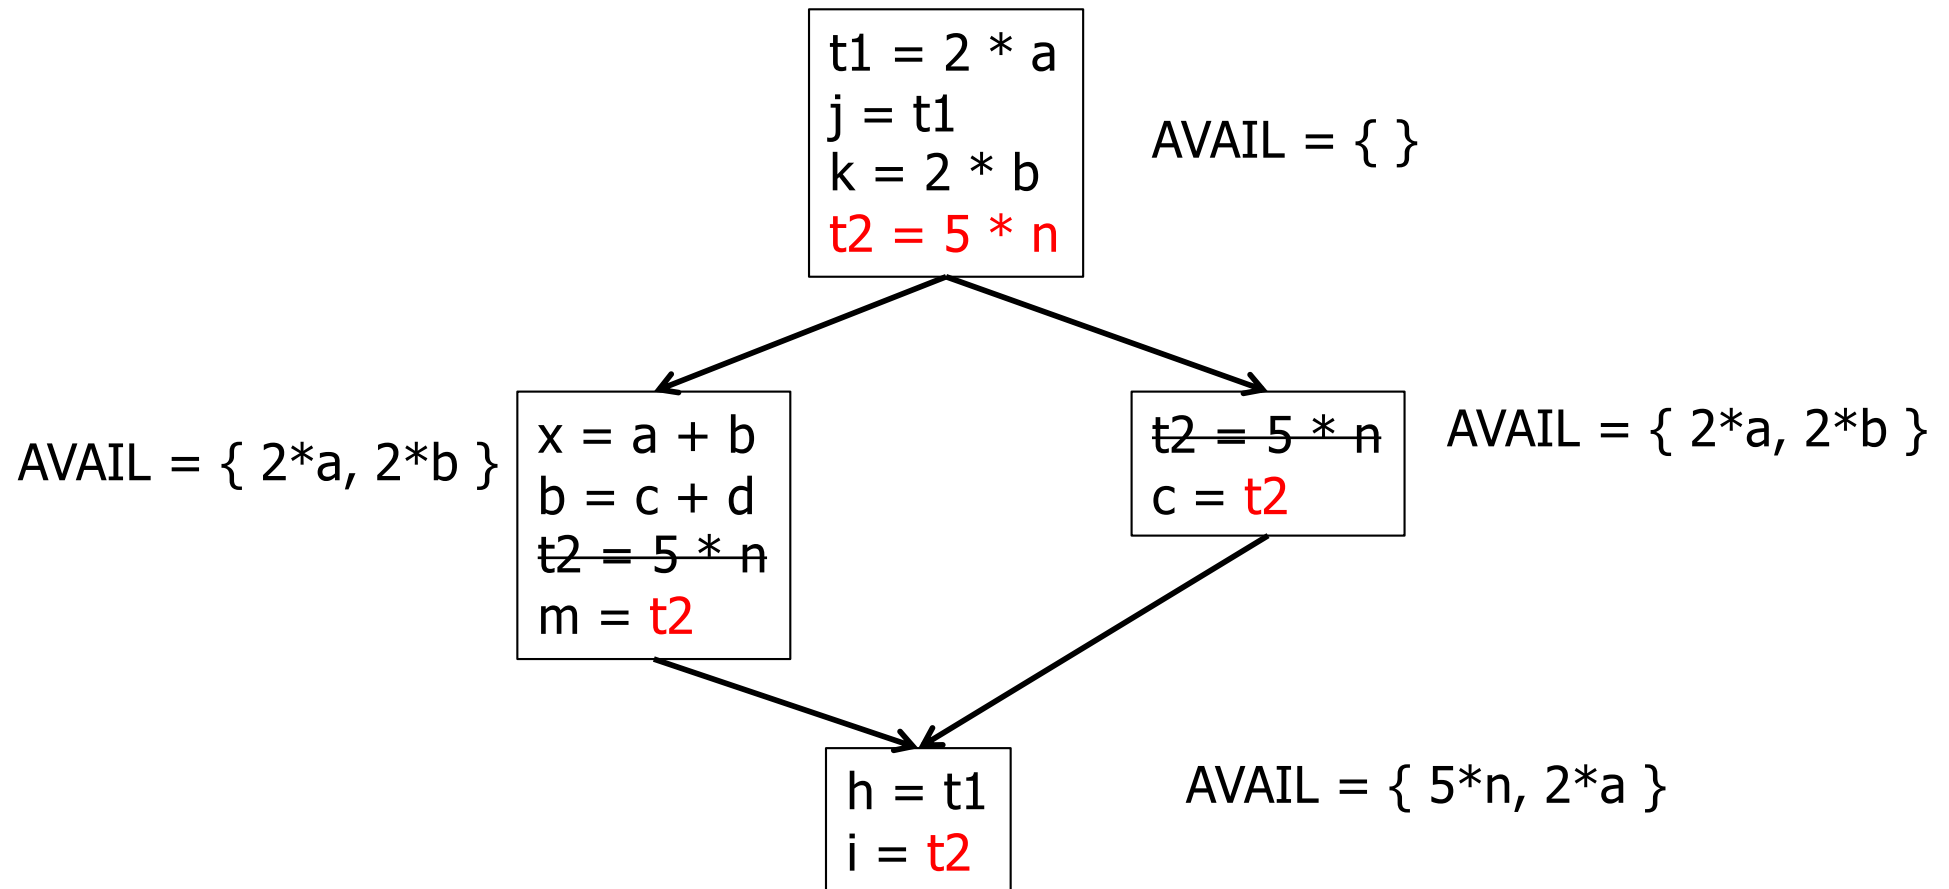 t1 = 2 * a
j = t1
k = 2 * b
t2 = 5 * n
AVAIL = { }
AVAIL = { 2*a, 2*b }
x = a + b
b = c + d
t2 = 5 * n
m = t2
t2 = 5 * n
c = t2
AVAIL = { 2*a, 2*b }
h = t1
i = t2
AVAIL = { 5*n, 2*a }